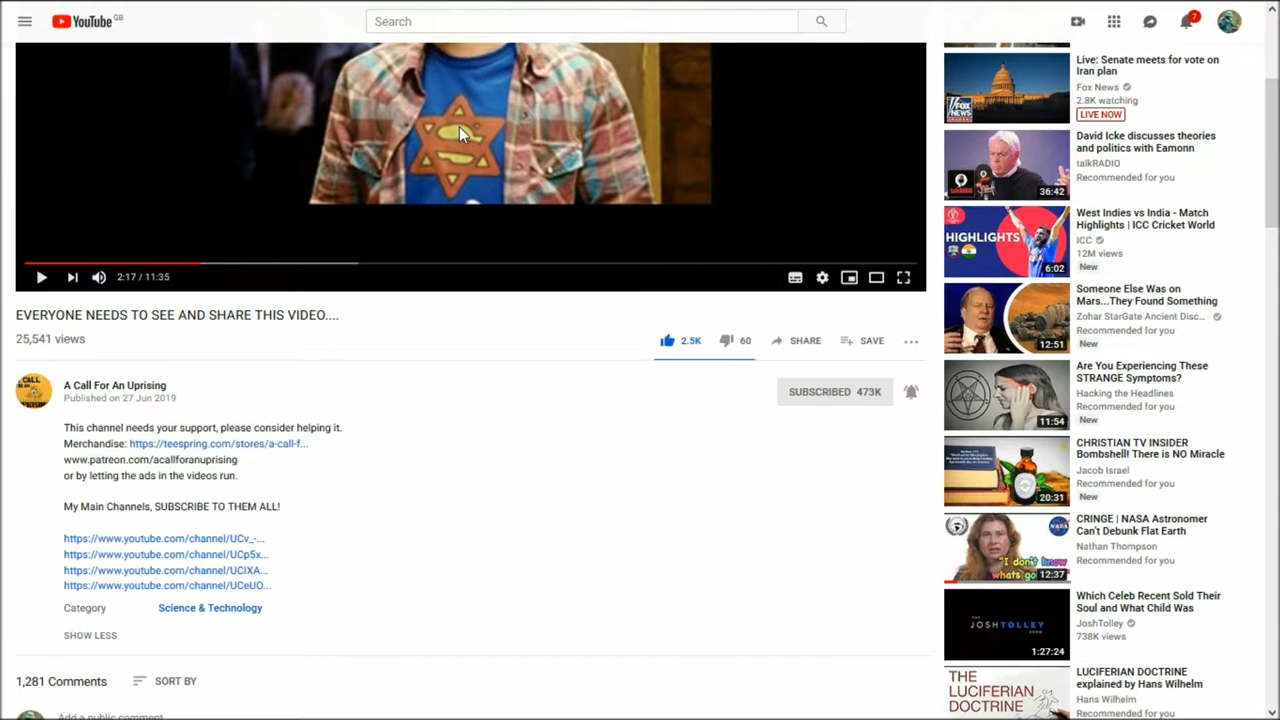 YouTube GB
Search
7
S
2:17 / 11:35
EVERYONE NEEDS TO SEE AND SHARE THIS VIDEO....
25,541 views
2.5K
60
SHARE
SAVE
A Call For An Uprising
Published on 27 Jun 2019
SUBSCRIBED 473K
This channel needs your support, please consider helping it.
Merchandise: https://teespring.com/stores/a-call-f...
www.patreon.com/acallforanuprising
or by letting the ads in the videos run.
My Main Channels, SUBSCRIBE TO THEM ALL!
https://www.youtube.com/channel/UCv_-...
https://www.youtube.com/channel/UCp5x...
https://www.youtube.com/channel/UCIXA...
https://www.youtube.com/channel/UCeUO...
Category
Science & Technology
SHOW LESS
1,281 Comments
SORT BY
Add a public comment
FOX NEWS
Live: Senate meets for vote on
Iran plan
Fox News
2.8K watching
LIVE NOW
36:42
David Icke discusses theories
and politics with Eamonn
talkRADIO
Recommended for you
HIGHLIGHTS
6:02
West Indies vs India - Match
Highlights | ICC Cricket World
ICC
12M views
New
12:51
Someone Else Was on
Mars...They Found Something
Zohar StarGate Ancient Disc...
Recommended for you
New
11:54
Are You Experiencing These
STRANGE Symptoms?
Hacking the Headlines
Recommended for you
New
20:31
CHRISTIAN TV INSIDER
Bombshell! There is NO Miracle
Jacob Israel
Recommended for you
New
NASA
"I don't know
whats go
12:37
CRINGE | NASA Astronomer
Can't Debunk Flat Earth
Nathan Thompson
Recommended for you
THE
JOSHTOLLEY
SHOW
1:27:24
Which Celeb Recent Sold Their
Soul and What Child Was
JoshTolley
738K views
THE
LUCIFERIAN
DOCTRINE
LUCIFERIAN DOCTRINE
explained by Hans Wilhelm
Hans Wilhelm
Recommended for you